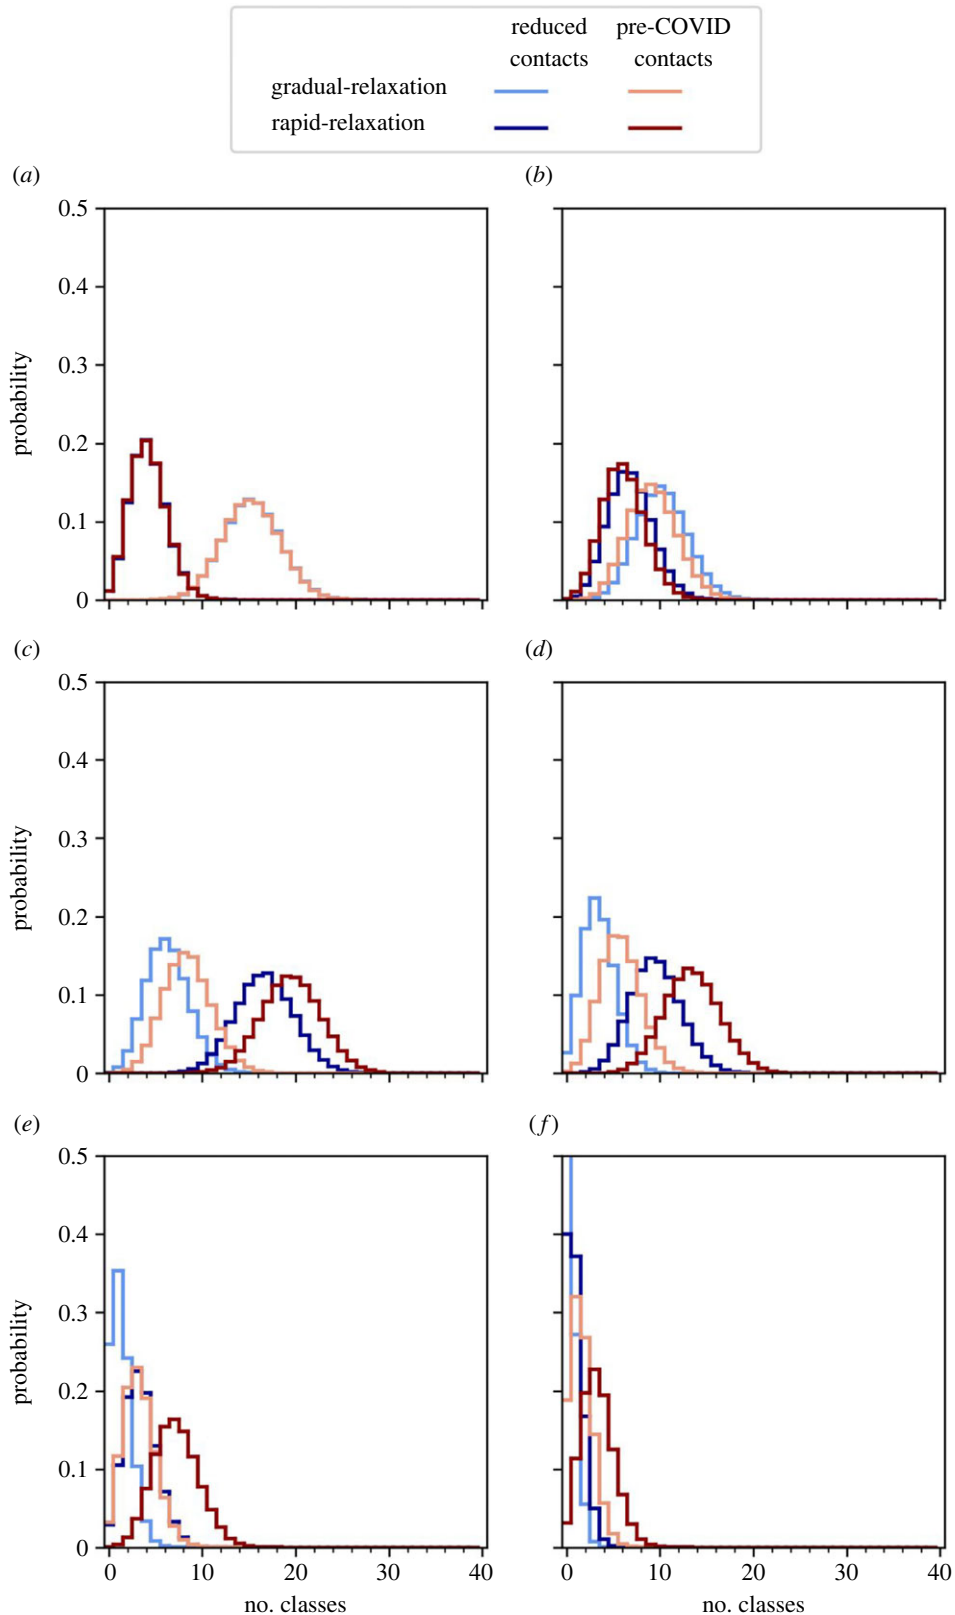 reduced pre-COVID
contacts contacts
gradual-relaxation
rapid-relaxation
(a) (b)
0.5
0.4
0.3
0.2
0.1
0
probability
(c) (d)
0.5
0.4
0.3
0.2
0.1
0
probability
(e) (f)
0.5
0.4
0.3
0.2
0.1
0
probability
0 10 20 30 40 0 10 20 30 40
no. classes no. classes